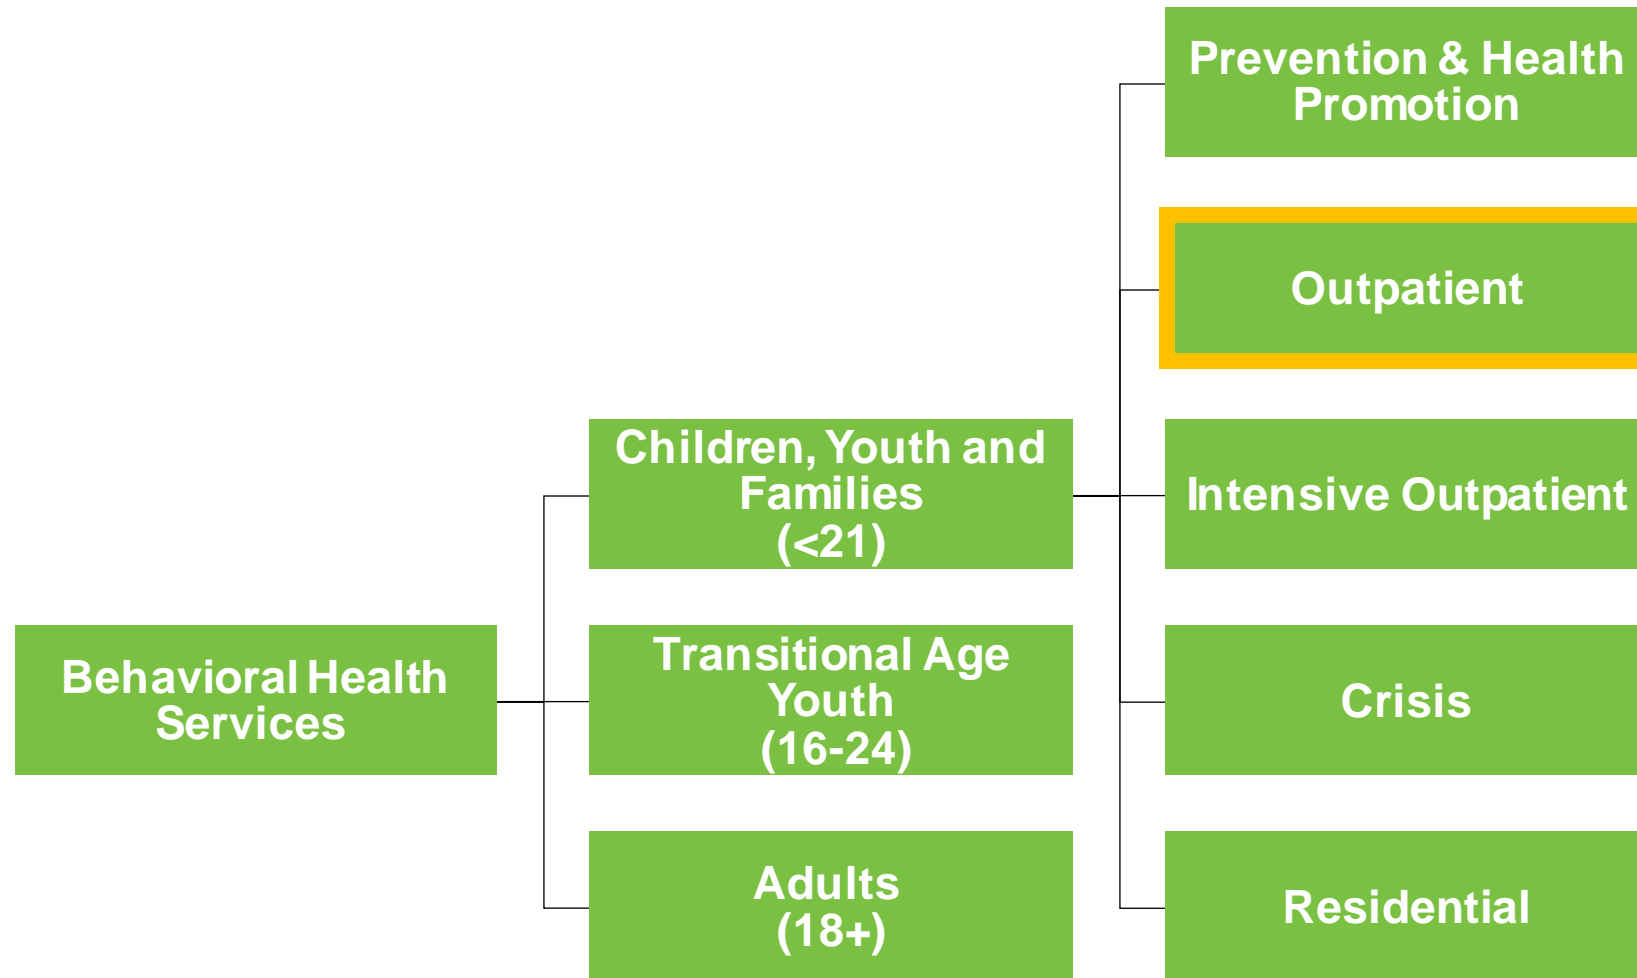 Behavioral Health
Services
Children, Youth and
Families
(<21)
Transitional Age
Youth
(16-24)
Adults
(18+)
Prevention & Health
Promotion
Outpatient
Intensive Outpatient
Crisis
Residential